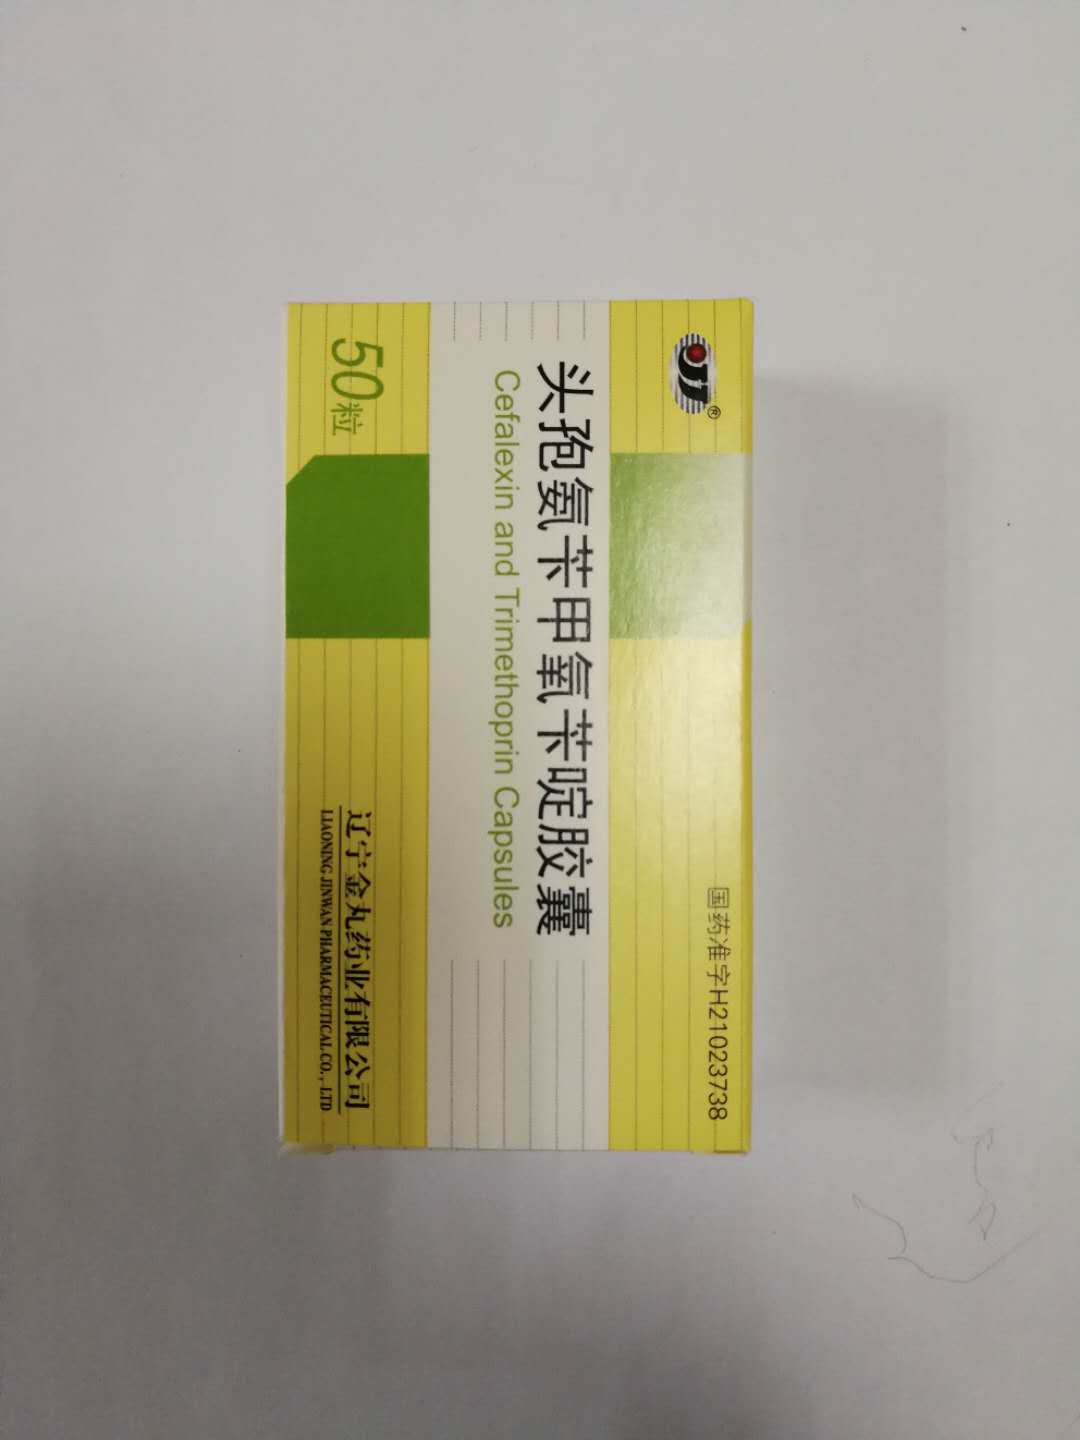 JW®
国药准字H21023738
头孢氨苄甲氧苄啶胶囊
Cefalexin and Trimethoprin Capsules
50粒
辽宁金丸药业有限公司
LIAONING JINWAN PHARMACEUTICAL CO., LTD